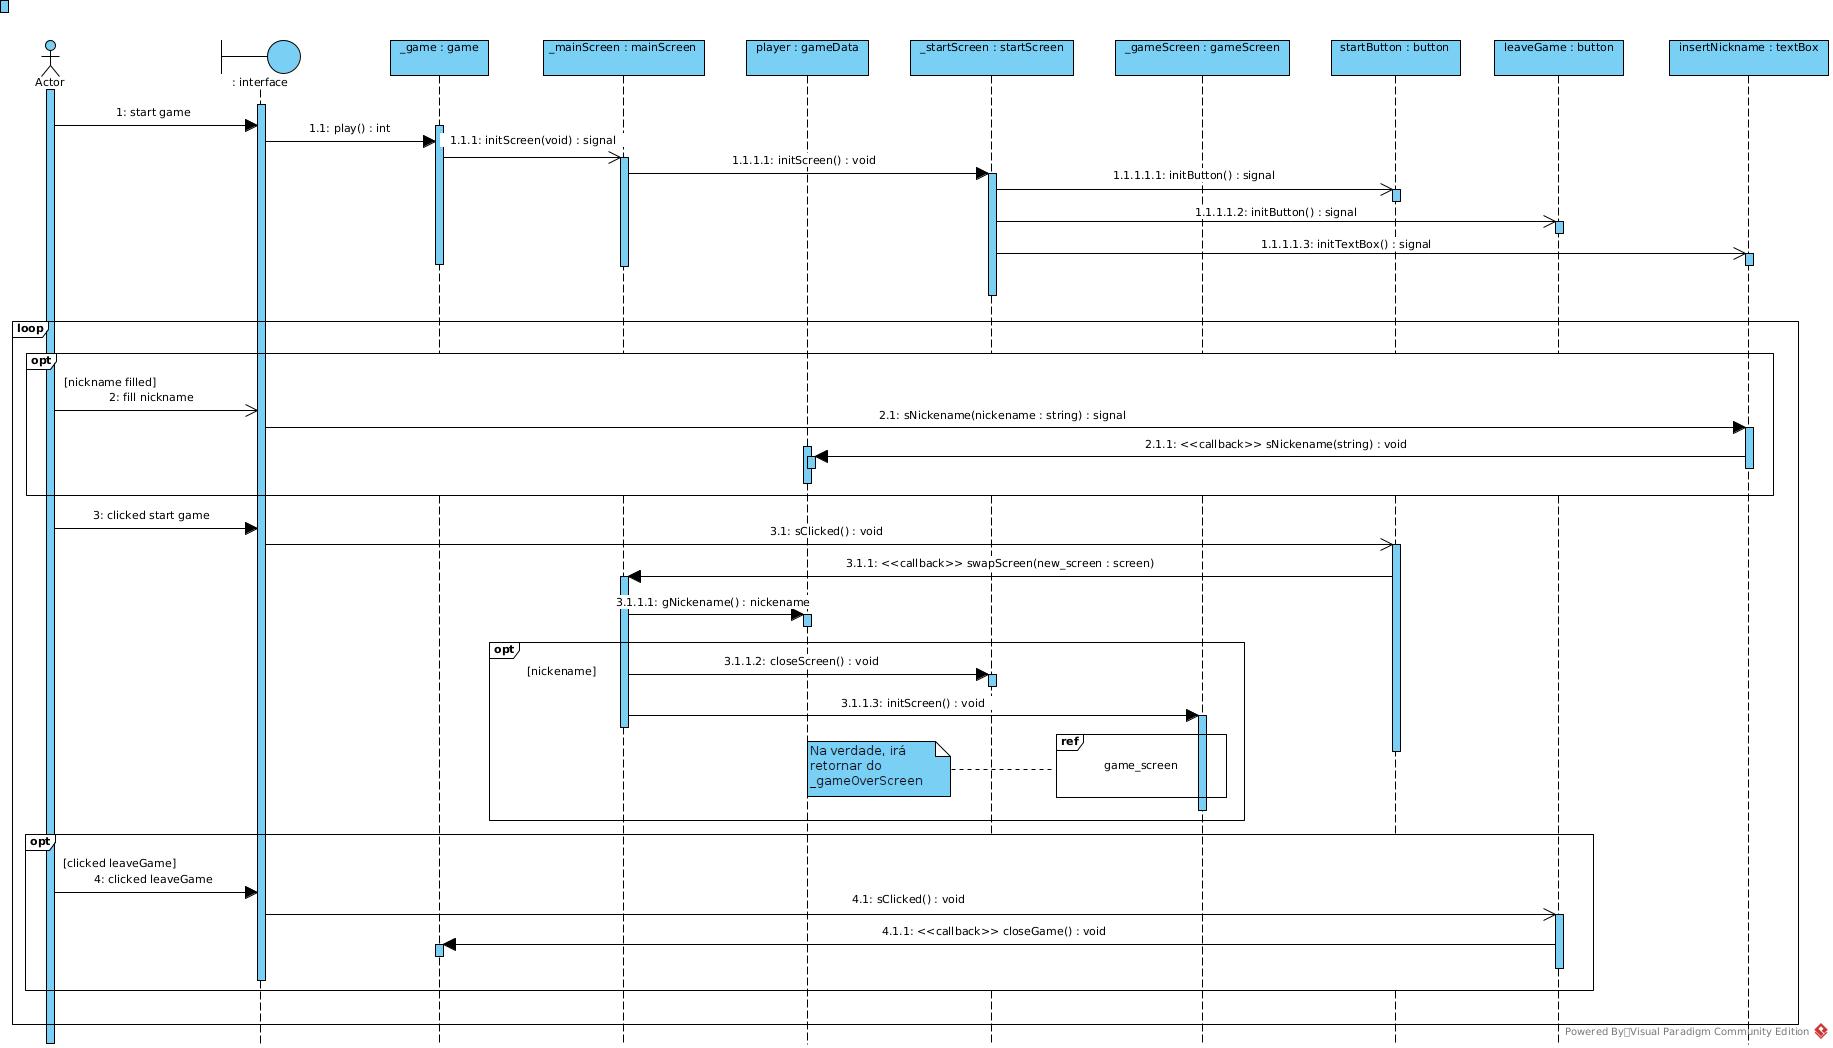 _game : game
_mainScreen : mainScreen
player : gameData
_startScreen : startScreen
_gameScreen : gameScreen
startButton : button
leaveGame : button
insertNickname : textBox
Actor
: interface
1: start game
1.1: play() : int
1.1.1: initScreen(void) : signal
1.1.1.1: initScreen() : void
1.1.1.1.1: initButton() : signal
1.1.1.1.2: initButton() : signal
1.1.1.1.3: initTextBox() : signal
loop
opt
[nickname filled]
2: fill nickname
2.1: sNickename(nickename : string) : signal
2.1.1: <<callback>> sNickename(string) : void
3: clicked start game
3.1: sClicked() : void
3.1.1: <<callback>> swapScreen(new_screen : screen)
3.1.1.1: gNickename() : nickename
opt
[nickename]
3.1.1.2: closeScreen() : void
3.1.1.3: initScreen() : void
Na verdade, irá
retornar do
_gameOverScreen
ref
game_screen
opt
[clicked leaveGame]
4: clicked leaveGame
4.1: sClicked() : void
4.1.1: <<callback>> closeGame() : void
Powered By Visual Paradigm Community Edition